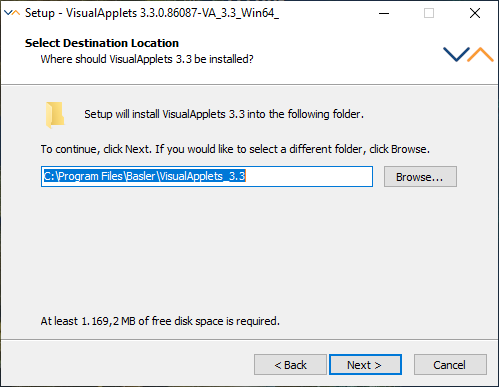 Setup - VisualApplets 3.3.0.86087-VA_3.3_Win64_
Select Destination Location
Where should VisualApplets 3.3 be installed?
Setup will install VisualApplets 3.3 into the following folder.
To continue, click Next. If you would like to select a different folder, click Browse.
C:\Program Files\Basler\VisualApplets_3.3
Browse...
At least 1.169,2 MB of free disk space is required.
< Back
Next >
Cancel